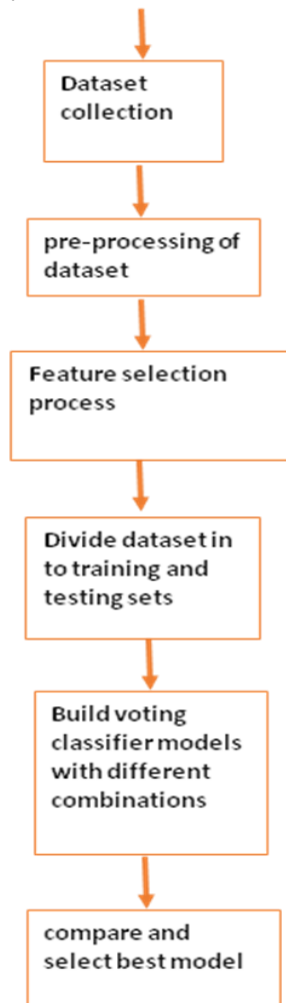 Dataset
collection
pre-processing of
dataset
Feature selection
process
Divide dataset in
to training and
testing sets
Build voting
classifier models
with different
combinations
compare and
select best model